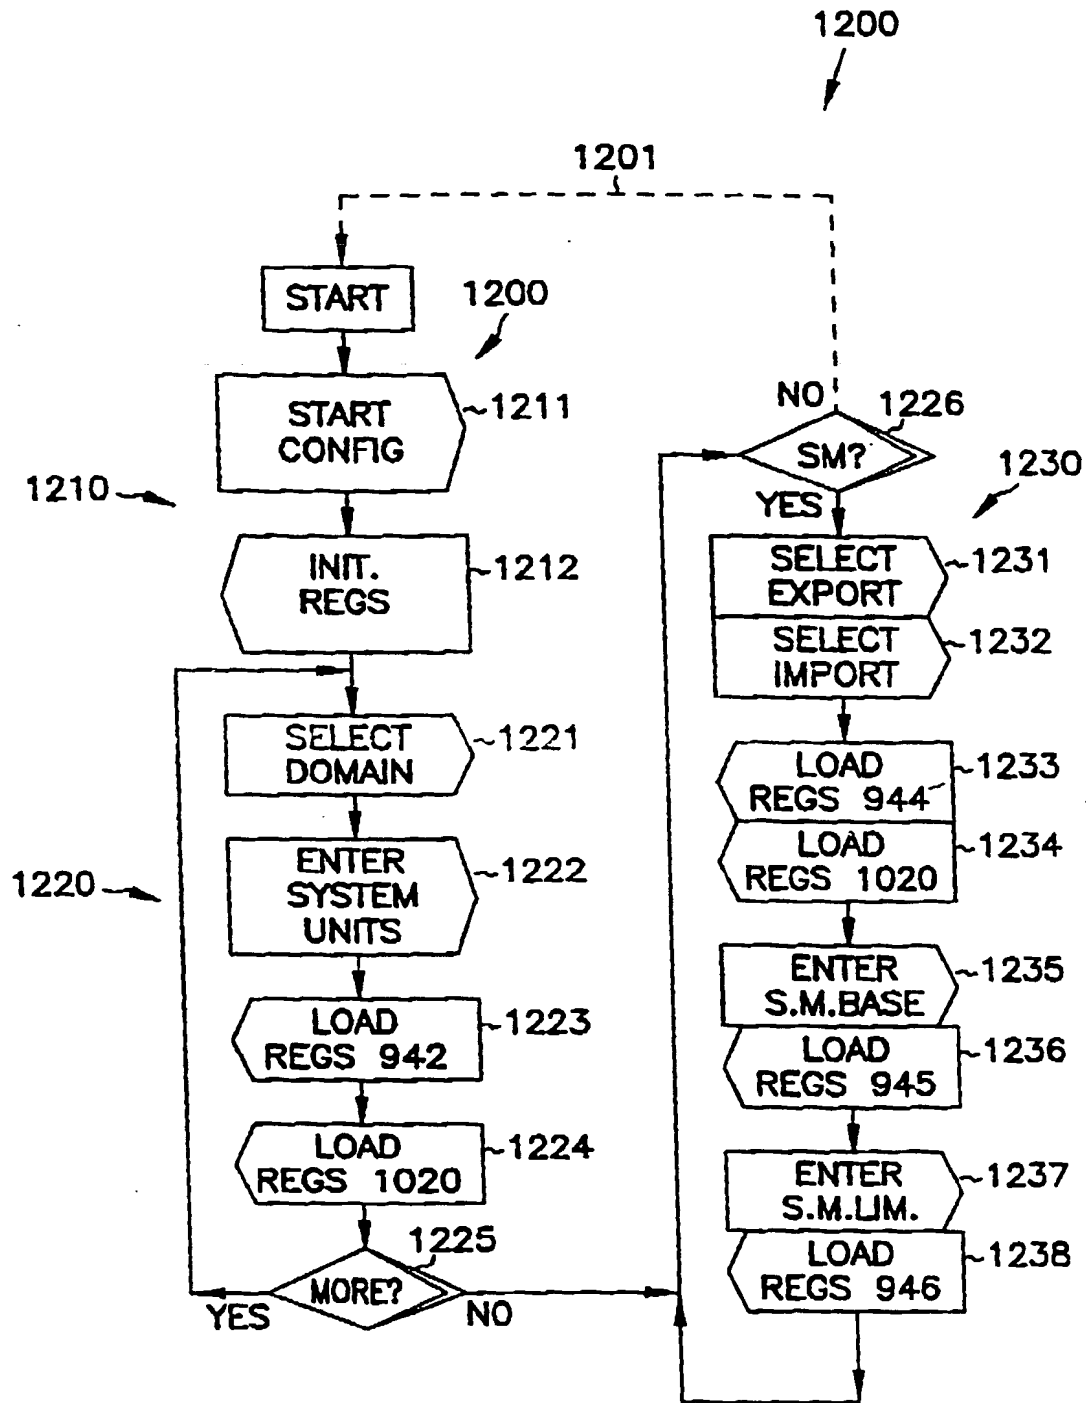 1200
1201
START
1200
START
CONFIG
1211
1210
INIT.
REGS
1212
SELECT
DOMAIN
1221
1220
ENTER
SYSTEM
UNITS
1222
LOAD
REGS 942
1223
LOAD
REGS 1020
1224
MORE?
1225
YES
NO
NO
SM?
1226
YES
1230
SELECT
EXPORT
1231
SELECT
IMPORT
1232
LOAD
REGS 944
1233
LOAD
REGS 1020
1234
ENTER
S.M.BASE
1235
LOAD
REGS 945
1236
ENTER
S.M.LIM.
1237
LOAD
REGS 946
1238